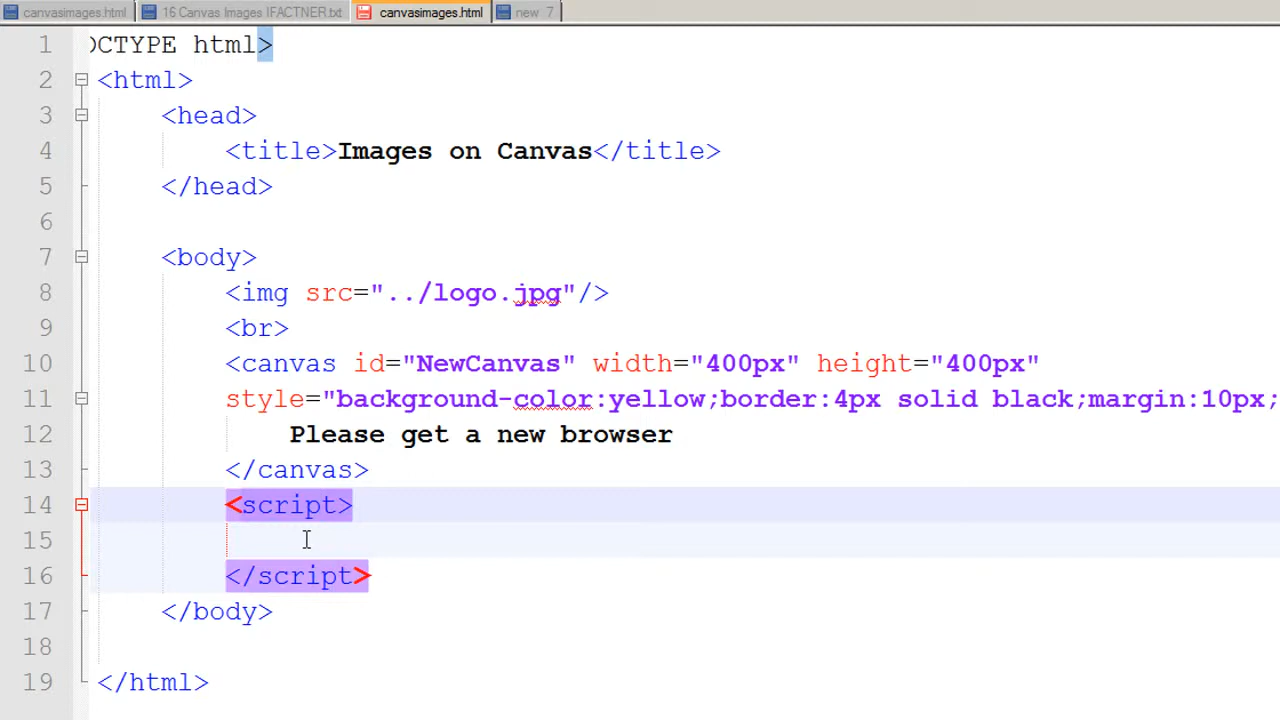 canvasimages.html 16 Canvas Images IFACTNER.txt canvasimages.html new 7
1 OCTYPE html>
2 <html>
3 <head>
4 <title>Images on Canvas</title>
5 </head>
6
7 <body>
8 <img src="../logo.jpg"/>
9 <br>
10 <canvas id="NewCanvas" width="400px" height="400px"
11 style="background-color:yellow;border:4px solid black;margin:10px;
12 Please get a new browser
13 </canvas>
14 <script>
15
16 </script>
17 </body>
18
19 </html>